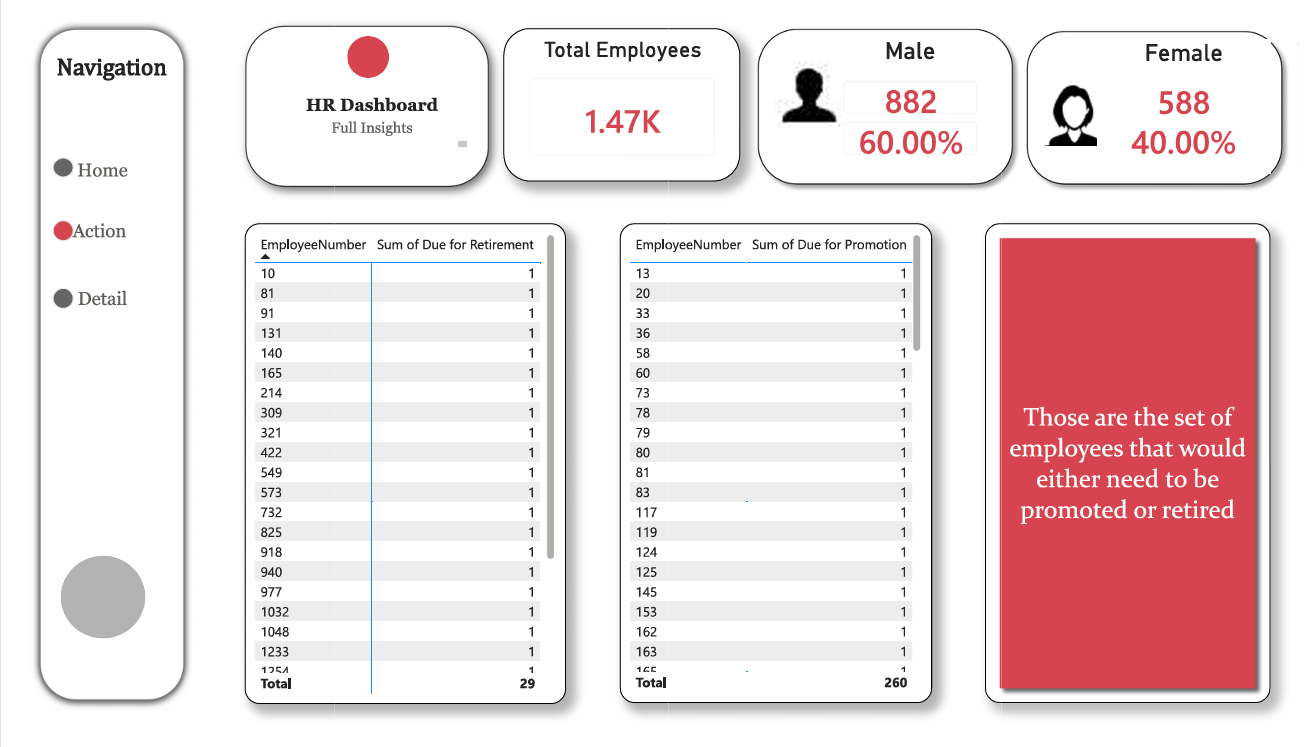 Navigation
Home
Action
Detail
HR Dashboard
Full Insights
Total Employees
1.47K
Male
882
60.00%
Female
588
40.00%
EmployeeNumber Sum of Due for Retirement
10 1
81 1
91 1
131 1
140 1
165 1
214 1
309 1
321 1
422 1
549 1
573 1
732 1
825 1
918 1
940 1
977 1
1032 1
1048 1
1233 1
1254 1
Total 29
EmployeeNumber Sum of Due for Promotion
13 1
20 1
33 1
36 1
58 1
60 1
73 1
78 1
79 1
80 1
81 1
83 1
117 1
119 1
124 1
125 1
145 1
153 1
162 1
163 1
165 1
Total 260
Those are the set of
employees that would
either need to be
promoted or retired